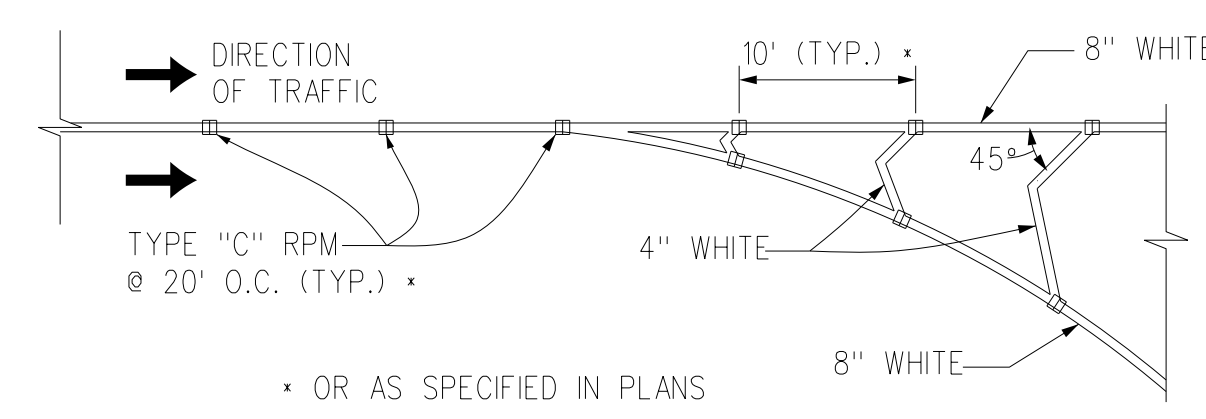 DIRECTION
OF TRAFFIC
10' (TYP.) *
8" WHITE
45°
TYPE "C" RPM
@ 20' O.C. (TYP.) *
4" WHITE
8" WHITE
* OR AS SPECIFIED IN PLANS